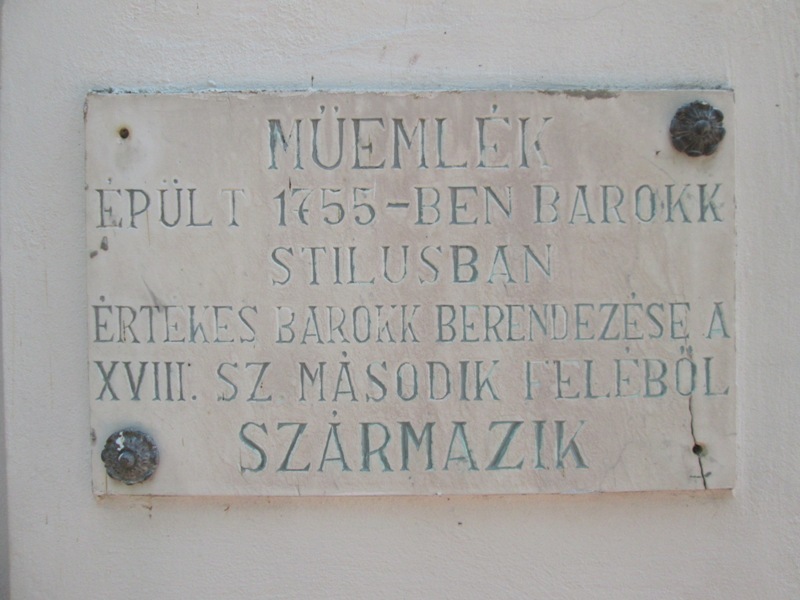 MŰEMLÉK
ÉPÜLT 1755-BEN BAROKK
STILUSBAN
ÉRTÉKES BAROKK BERENDEZÉSE A
XVIII. SZ. MÁSODIK FELÉBŐL
SZÁRMAZIK